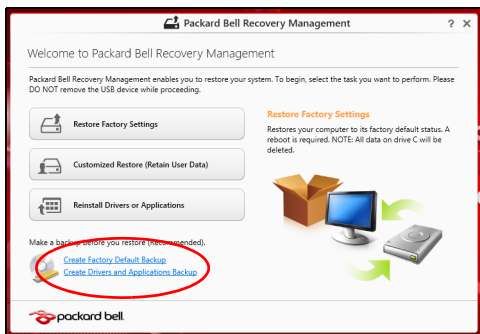 Packard Bell Recovery Management ? X
Welcome to Packard Bell Recovery Management
Packard Bell Recovery Management enables you to restore your system. To begin, select the task you want to perform. Please
DO NOT remove the USB device while proceeding.
Restore Factory Settings
Customized Restore (Retain User Data)
Reinstall Drivers or Applications
Restore Factory Settings
Restores your computer to its factory default status. A
reboot is required. NOTE: All data on drive C will be
deleted.
Make a backup before you restore (Recommended).
Create Factory Default Backup
Create Drivers and Applications Backup
packard bell